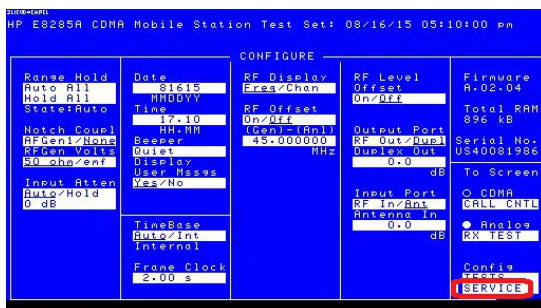 HP E8285A CDMA Mobile Station Test Set: 08/16/15 05:10:00 pm
CONFIGURE
Range Hold
Auto All
Hold All
State:Auto
Notch Coupl
AFGen1/None
RFGen Volts
50 ohm/emf
Input Atten
Auto/Hold
0 dB
Date
81615
MMDDYY
Time
17.10
HH.MM
Beeper
Quiet
Display
User Mssgs
Yes/No
TimeBase
Auto/Int
Internal
Frame Clock
2.00 s
RF Display
Freq/Chan
RF Offset
On/Off
(Gen)-(Anl)
45.000000
MHz
RF Level
Offset
On/Off
Output Port
RF Out/Dupl
Duplex Out
0.0
dB
Input Port
RF In/Ant
Antenna In
0.0
dB
Firmware
A.02.04
Total RAM
896 kB
Serial No.
US40081986
To Screen
CDMA
CALL CNTL
Analog
RX TEST
Config
TESTS
SERVICE